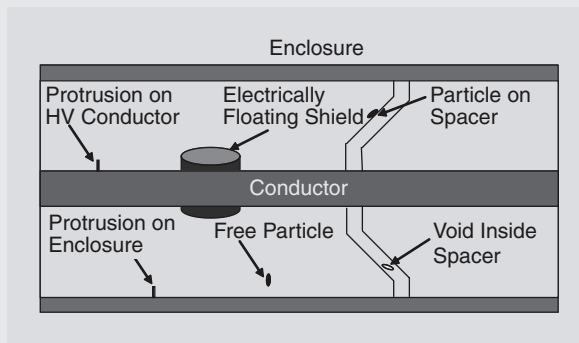 Enclosure
Protrusion on
HV Conductor
Electrically
Floating Shield
Particle on
Spacer
Conductor
Protrusion on
Enclosure
Free Particle
Void Inside
Spacer